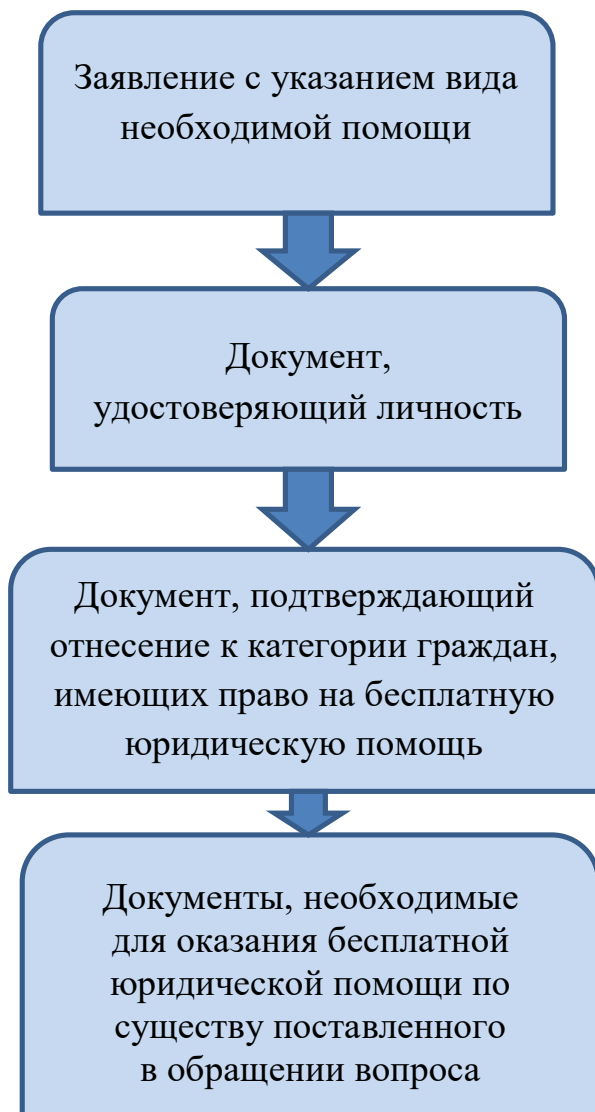 Заявление с указанием вида
необходимой помощи
Документ,
удостоверяющий личность
Документ, подтверждающий
отнесение к категории граждан,
имеющих право на бесплатную
юридическую помощь
Документы, необходимые
для оказания бесплатной
юридической помощи по
существу поставленного
в обращении вопроса